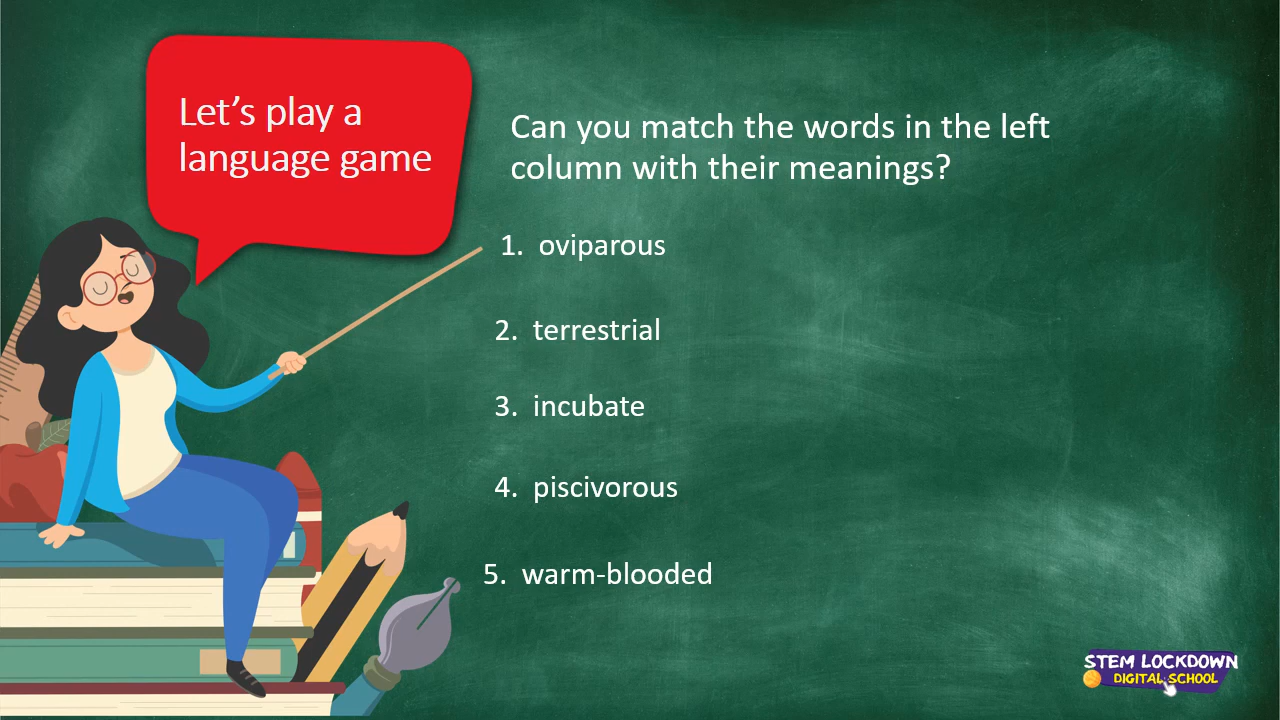 Let's play a
language game
Can you match the words in the left
column with their meanings?
1. oviparous
2. terrestrial
3. incubate
4. piscivorous
5. warm-blooded
STEM LOCKDOWN
DIGITAL SCHOOL